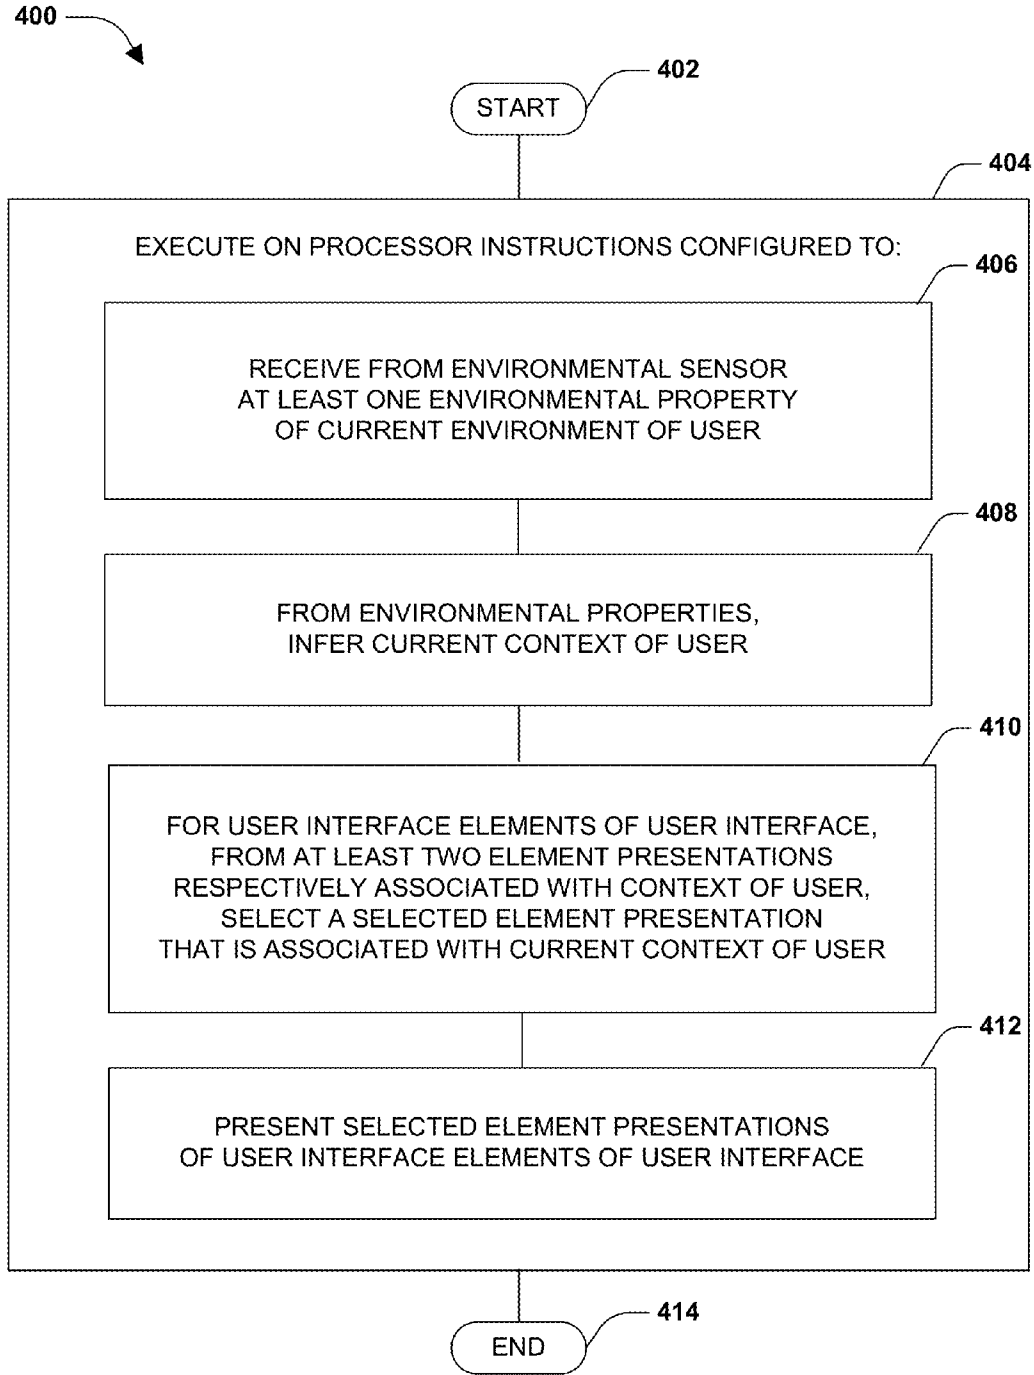 400
402
START
404
EXECUTE ON PROCESSOR INSTRUCTIONS CONFIGURED TO:
406
RECEIVE FROM ENVIRONMENTAL SENSOR
AT LEAST ONE ENVIRONMENTAL PROPERTY
OF CURRENT ENVIRONMENT OF USER
408
FROM ENVIRONMENTAL PROPERTIES,
INFER CURRENT CONTEXT OF USER
410
FOR USER INTERFACE ELEMENTS OF USER INTERFACE,
FROM AT LEAST TWO ELEMENT PRESENTATIONS
RESPECTIVELY ASSOCIATED WITH CONTEXT OF USER,
SELECT A SELECTED ELEMENT PRESENTATION
THAT IS ASSOCIATED WITH CURRENT CONTEXT OF USER
412
PRESENT SELECTED ELEMENT PRESENTATIONS
OF USER INTERFACE ELEMENTS OF USER INTERFACE
414
END